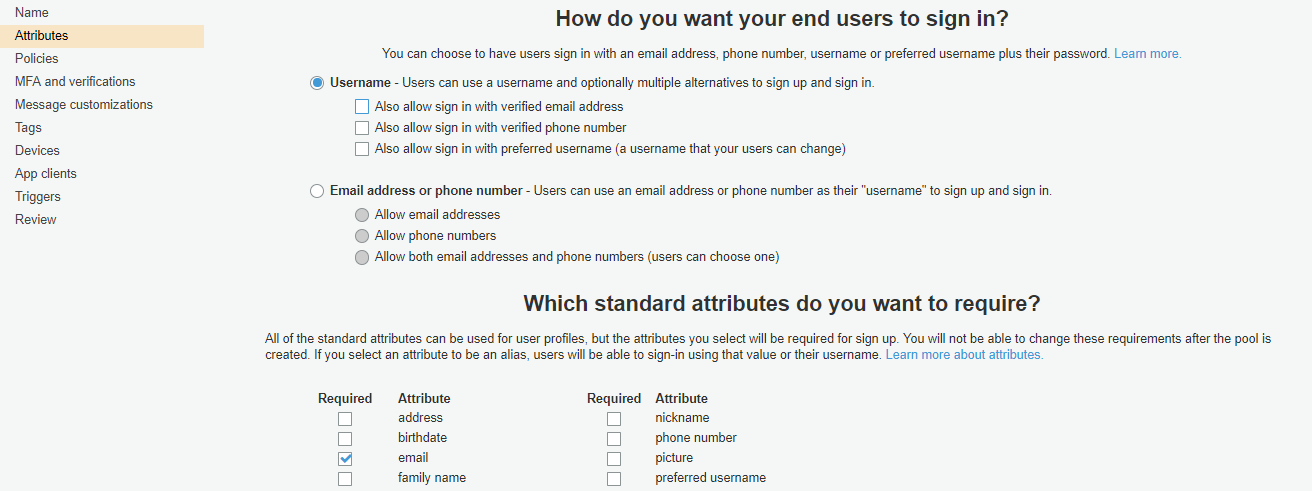 Name
Attributes
Policies
MFA and verifications
Message customizations
Tags
Devices
App clients
Triggers
Review
How do you want your end users to sign in?
You can choose to have users sign in with an email address, phone number, username or preferred username plus their password. Learn more.
Username - Users can use a username and optionally multiple alternatives to sign up and sign in.
Also allow sign in with verified email address
Also allow sign in with verified phone number
Also allow sign in with preferred username (a username that your users can change)
Email address or phone number - Users can use an email address or phone number as their "username" to sign up and sign in.
Allow email addresses
Allow phone numbers
Allow both email addresses and phone numbers (users can choose one)
Which standard attributes do you want to require?
All of the standard attributes can be used for user profiles, but the attributes you select will be required for sign up. You will not be able to change these requirements after the pool is
created. If you select an attribute to be an alias, users will be able to sign-in using that value or their username. Learn more about attributes.
Required Attribute Required Attribute
address nickname
birthdate phone number
email picture
family name preferred username